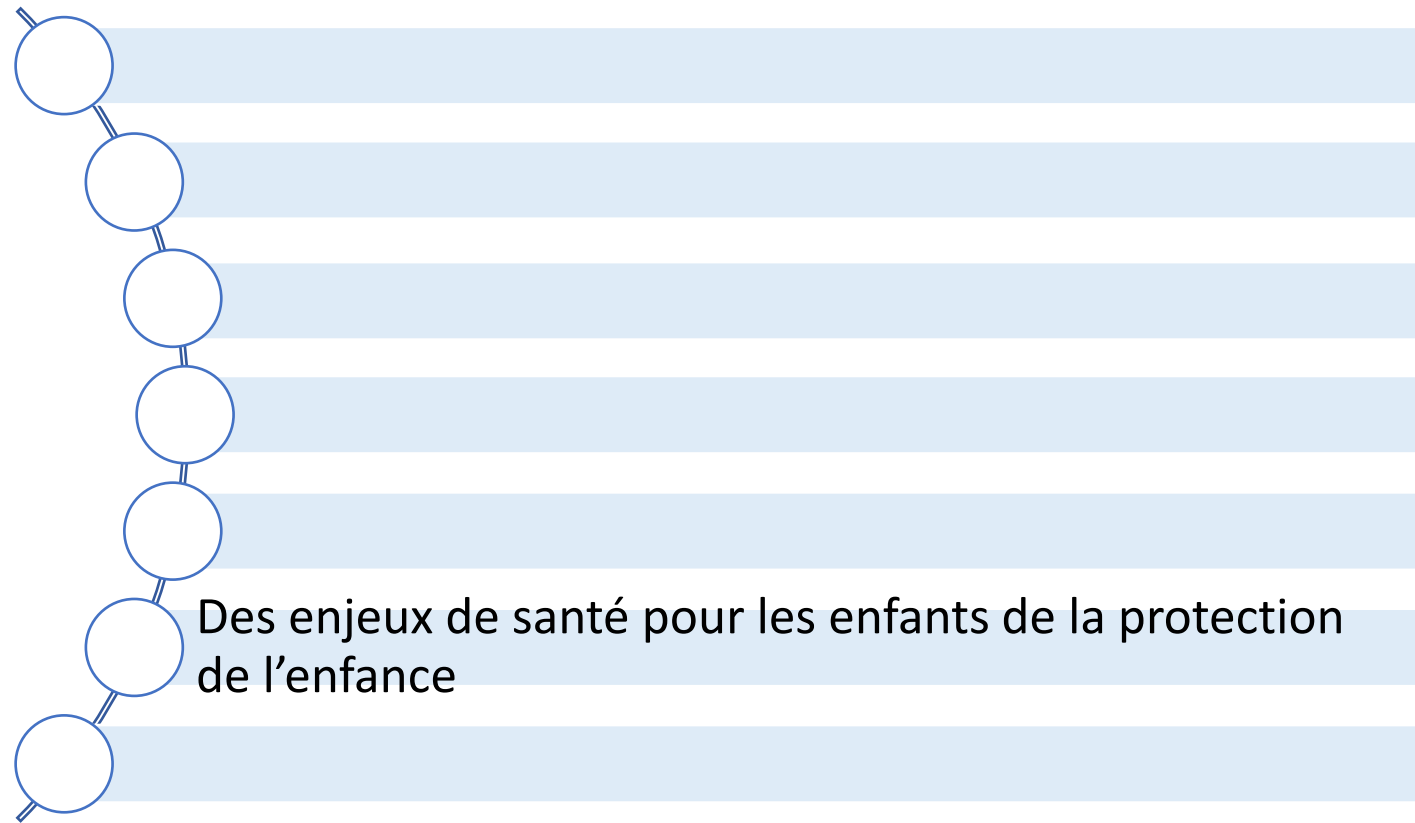 Des enjeux de santé pour les enfants de la protection
de l’enfance